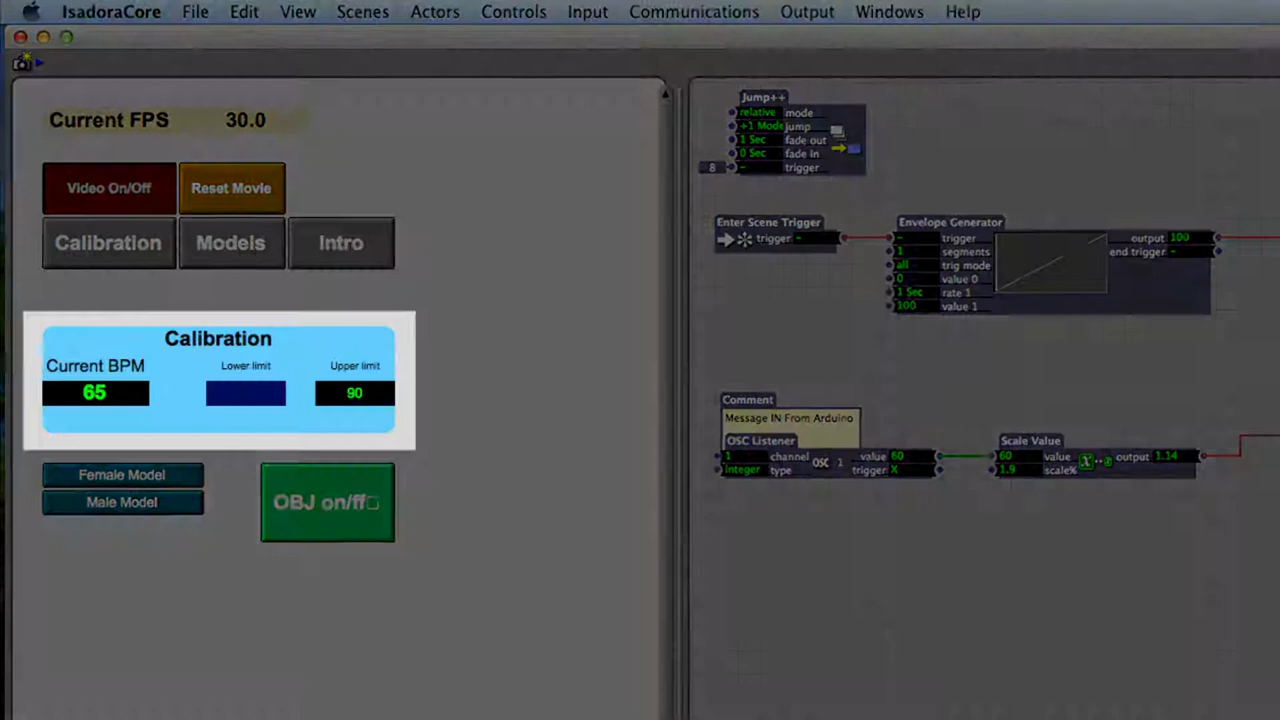 IsadoraCore File Edit View Scenes Actors Controls Input Communications Output Windows Help
Current FPS 30.0
Video On/Off Reset Movie
Calibration Models Intro
Calibration
Current BPM Lower limit Upper limit
65 90
Female Model
Male Model
OBJ on/ff
Jump++
relative mode
+1 Mode jump
1 Sec fade out
0 Sec fade in
8 - trigger
Enter Scene Trigger
trigger -
Envelope Generator
- trigger output 100
1 segments end trigger -
all trig mode
0 value 0
1 Sec rate 1
100 value 1
Comment
Message IN From Arduino
OSC Listener
1 channel OSC 1 value 60
Integer type trigger X
Scale Value
60 value output 1.14
1.9 scale%